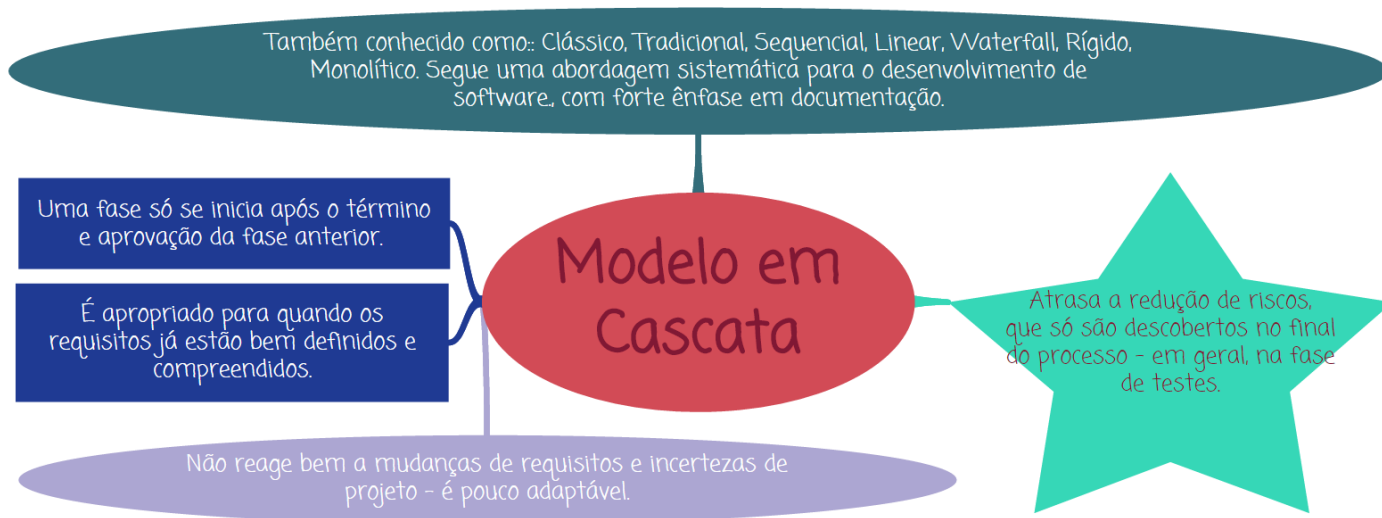 Também conhecido como:: Clássico, Tradicional, Sequencial, Linear, Waterfall, Rígido,
Monolítico. Segue uma abordagem sistemática para o desenvolvimento de
software., com forte ênfase em documentação.
Uma fase só se inicia após o término
e aprovação da fase anterior.
É apropriado para quando os
requisitos já estão bem definidos e
compreendidos.
Modelo em
Cascata
Atrasa a redução de riscos,
que só são descobertos no final
do processo - em geral, na fase
de testes.
Não reage bem a mudanças de requisitos e incertezas de
projeto - é pouco adaptável.